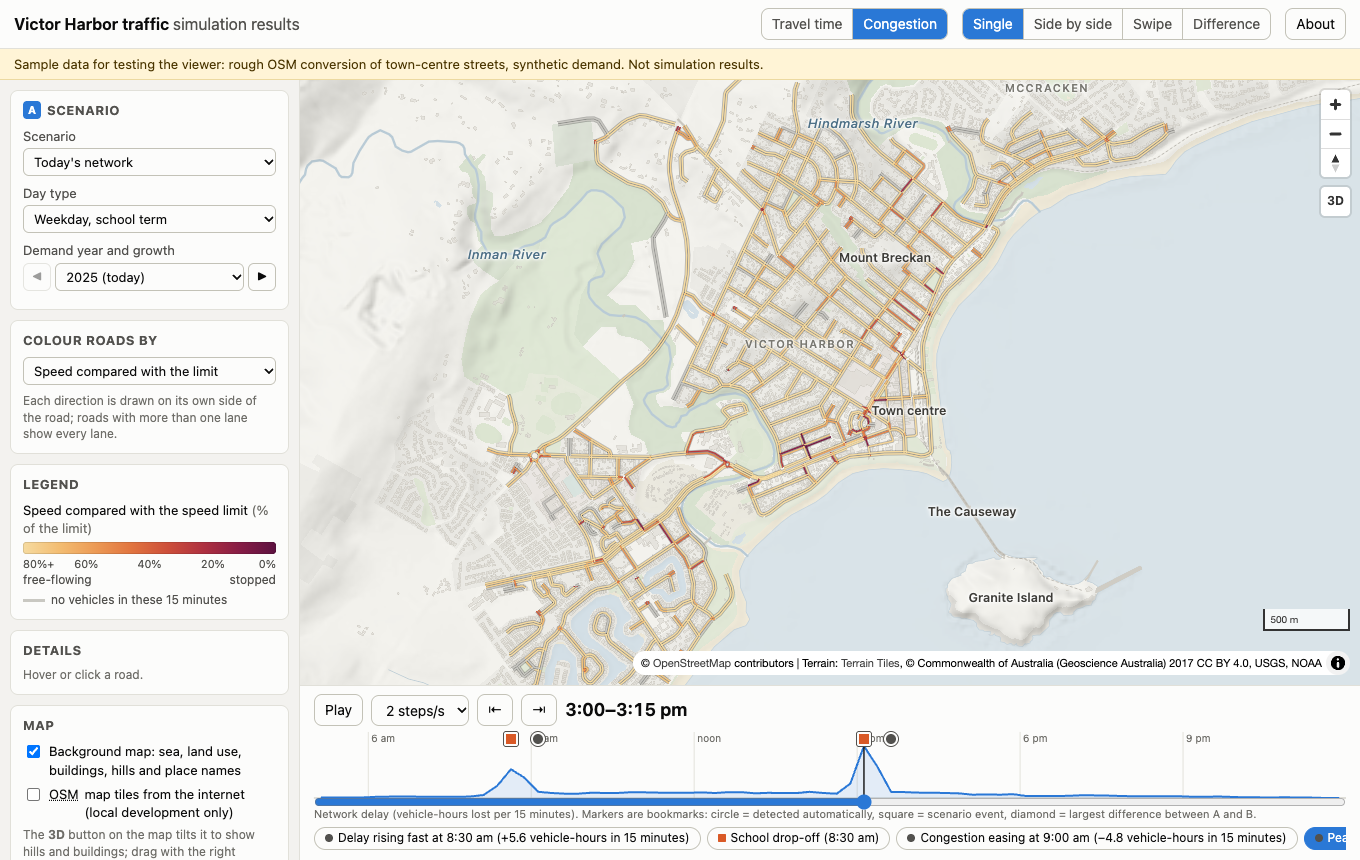 Victor Harbor traffic simulation results
Travel time
Congestion
Single
Side by side
Swipe
Difference
About
Sample data for testing the viewer: rough OSM conversion of town-centre streets, synthetic demand. Not simulation results.
A SCENARIO
Scenario
Today's network
Day type
Weekday, school term
Demand year and growth
2025 (today)
COLOUR ROADS BY
Speed compared with the limit
Each direction is drawn on its own side of
the road; roads with more than one lane
show every lane.
LEGEND
Speed compared with the speed limit (%
of the limit)
80%+ 60% 40% 20% 0%
free-flowing stopped
no vehicles in these 15 minutes
DETAILS
Hover or click a road.
MAP
Background map: sea, land use,
buildings, hills and place names
OSM map tiles from the internet
(local development only)
The 3D button on the map tilts it to show
hills and buildings; drag with the right
MCCRACKEN
Hindmarsh River
Inman River
Mount Breckan
VICTOR HARBOR
Town centre
The Causeway
Granite Island
3D
500 m
© OpenStreetMap contributors | Terrain: Terrain Tiles, © Commonwealth of Australia (Geoscience Australia) 2017 CC BY 4.0, USGS, NOAA
Play
2 steps/s
3:00–3:15 pm
6 am
am
noon
pm
6 pm
9 pm
Network delay (vehicle-hours lost per 15 minutes). Markers are bookmarks: circle = detected automatically, square = scenario event, diamond = largest difference between A and B.
Delay rising fast at 8:30 am (+5.6 vehicle-hours in 15 minutes)
School drop-off (8:30 am)
Congestion easing at 9:00 am (−4.8 vehicle-hours in 15 minutes)